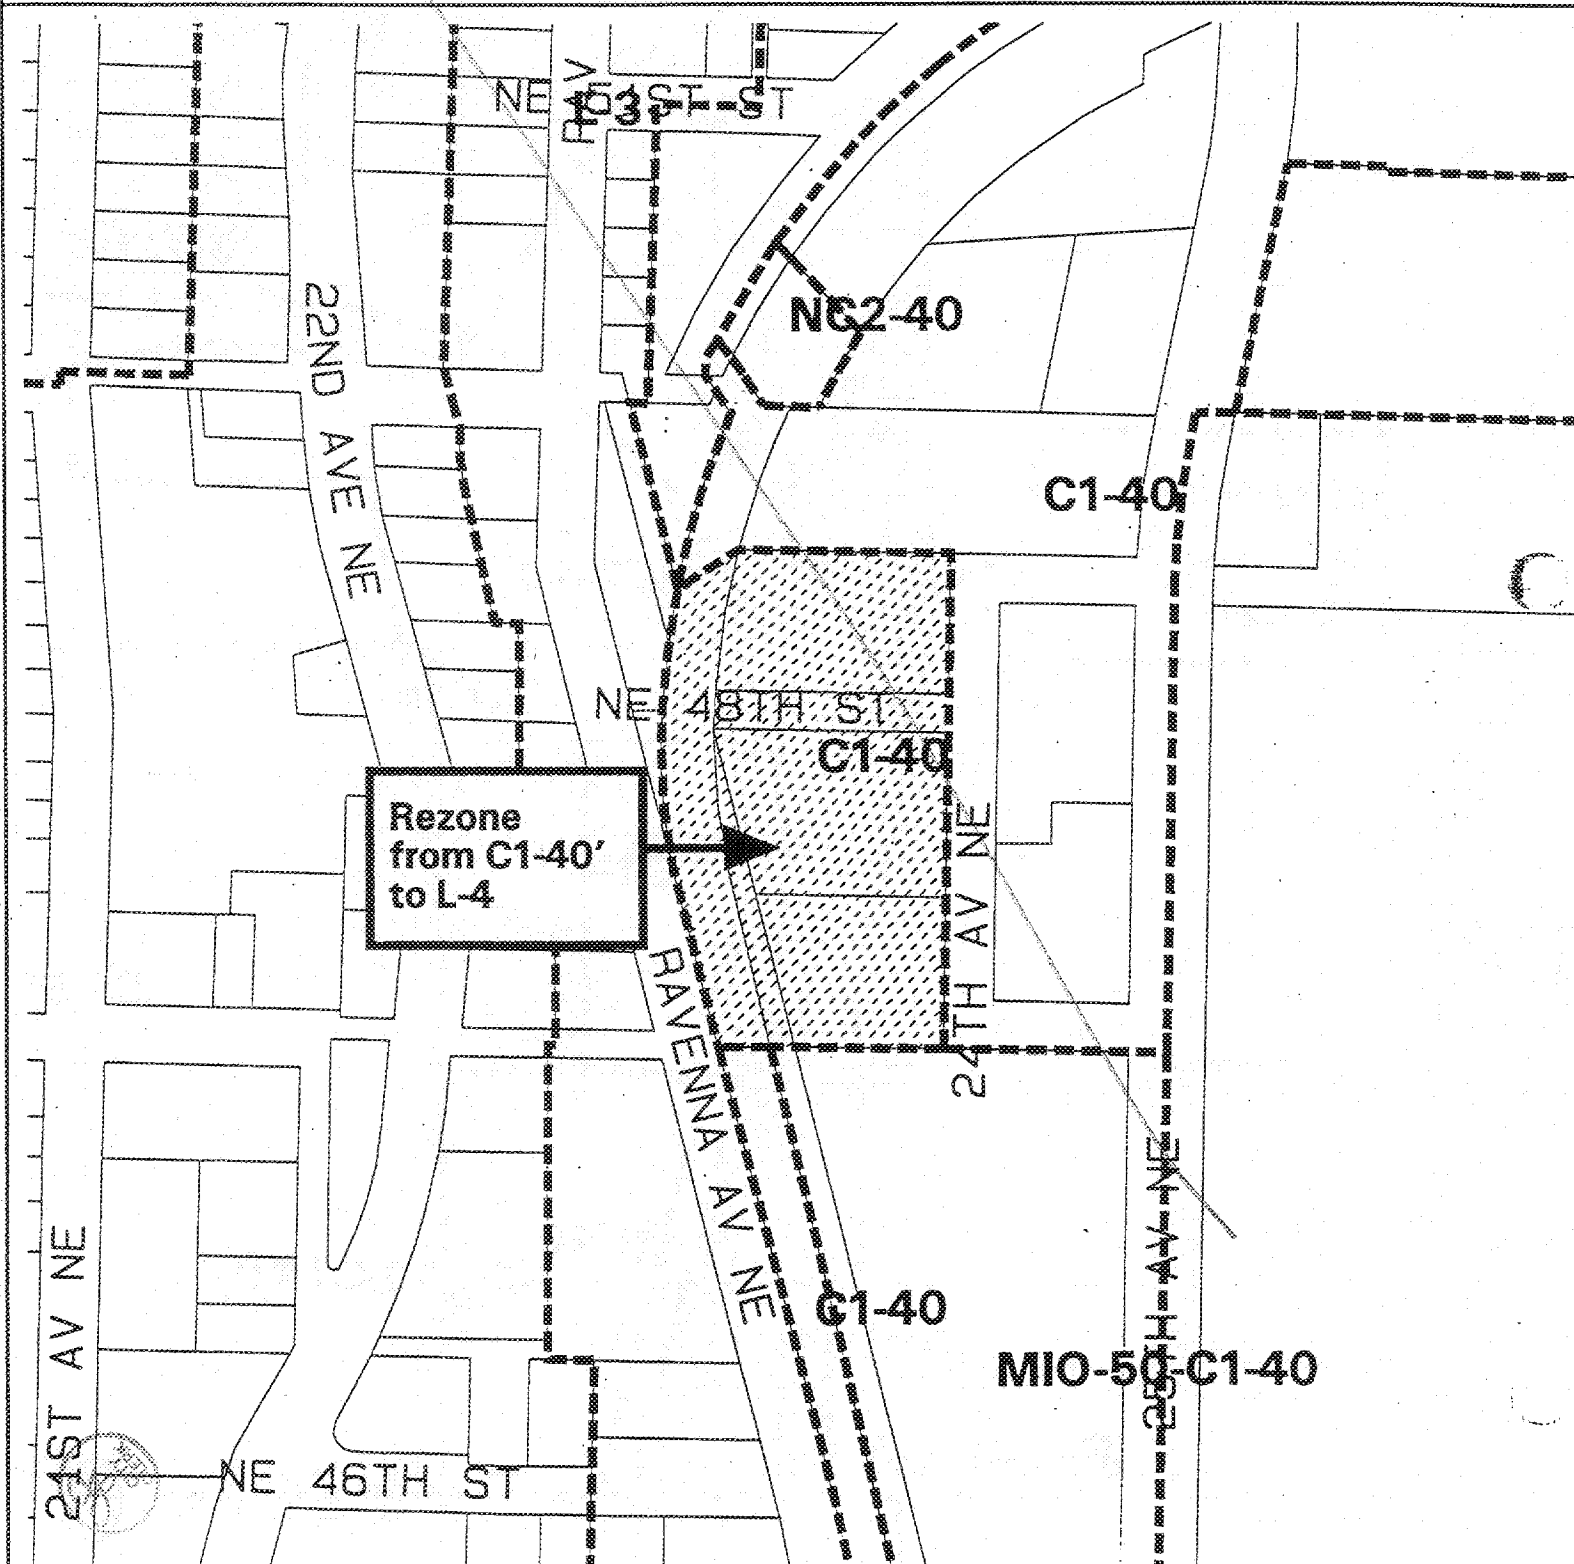 NE 51ST ST
L-3
NC2-40
22ND AVE NE
C1-40
NE 48TH ST
C1-40
Rezone
from C1-40'
to L-4
24TH AV NE
RAVENNA AV NE
C1-40
MIO-50-C1-40
25TH AV NE
21ST AV NE
NE 46TH ST